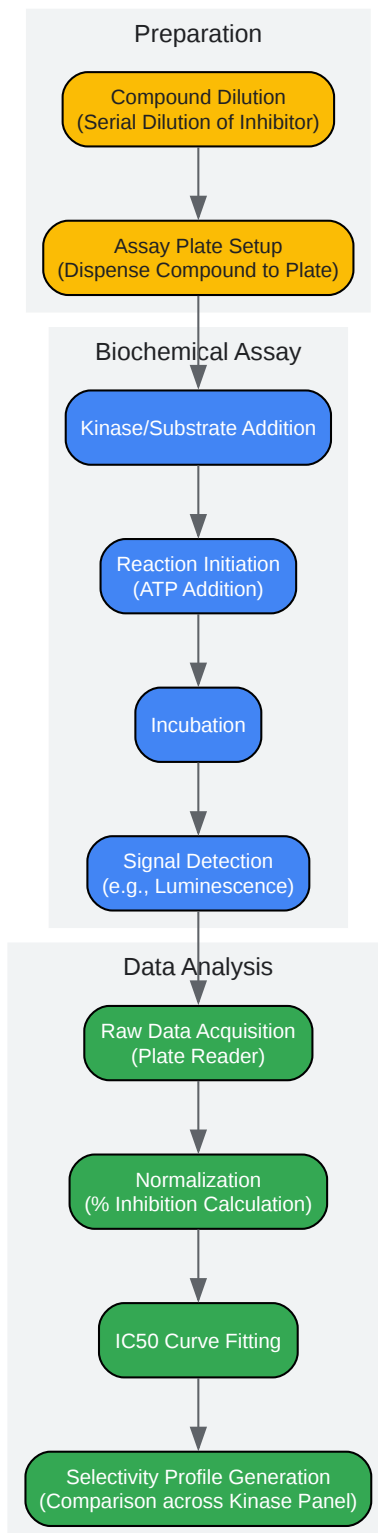 Preparation
Compound Dilution
(Serial Dilution of Inhibitor)
Assay Plate Setup
(Dispense Compound to Plate)
Biochemical Assay
Kinase/Substrate Addition
Reaction Initiation
(ATP Addition)
Incubation
Signal Detection
(e.g., Luminescence)
Data Analysis
Raw Data Acquisition
(Plate Reader)
Normalization
(% Inhibition Calculation)
IC50 Curve Fitting
Selectivity Profile Generation
(Comparison across Kinase Panel)